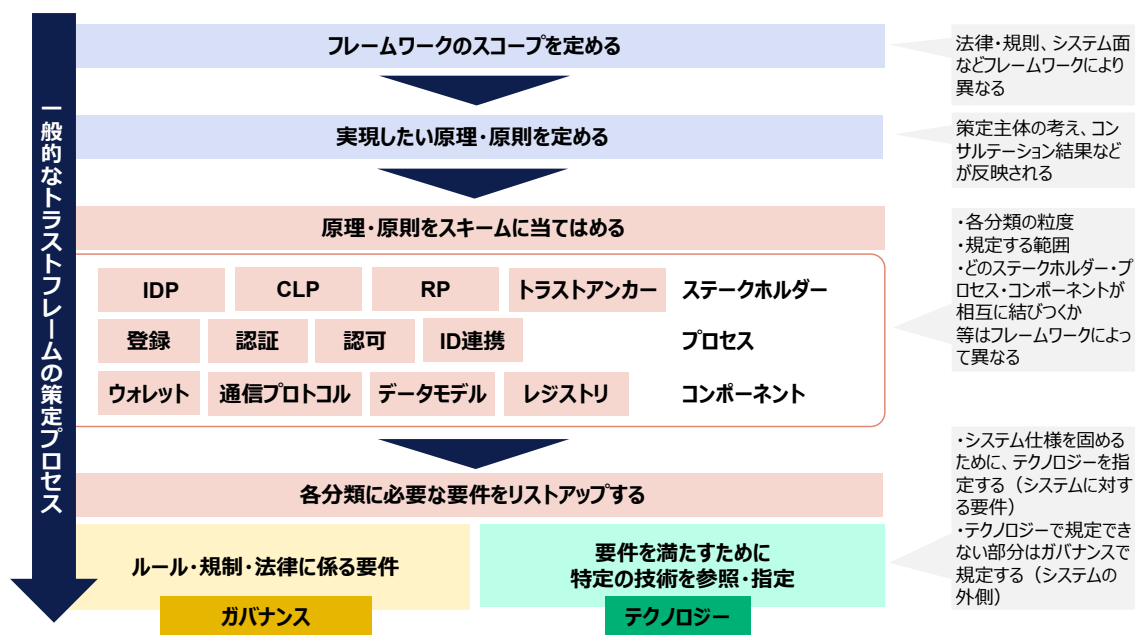 一般的なトラストフレームの策定プロセス
フレームワークのスコープを定める
法律・規則、システム面
などフレームワークにより
異なる
実現したい原理・原則を定める
策定主体の考え、コン
サルテーション結果など
が反映される
原理・原則をスキームに当てはめる
IDP
CLP
RP
トラストアンカー
ステークホルダー
登録
認証
認可
ID連携
プロセス
ウォレット
通信プロトコル
データモデル
レジストリ
コンポーネント
・各分類の粒度
・規定する範囲
・どのステークホルダー・プ
ロセス・コンポーネントが
相互に結びつくか
等はフレームワークによっ
て異なる
各分類に必要な要件をリストアップする
ルール・規制・法律に係る要件
ガバナンス
要件を満たすために
特定の技術を参照・指定
テクノロジー
・システム仕様を固める
ために、テクノロジーを指
定する（システムに対す
る要件）
・テクノロジーで規定でき
ない部分はガバナンスで
規定する（システムの
外側）